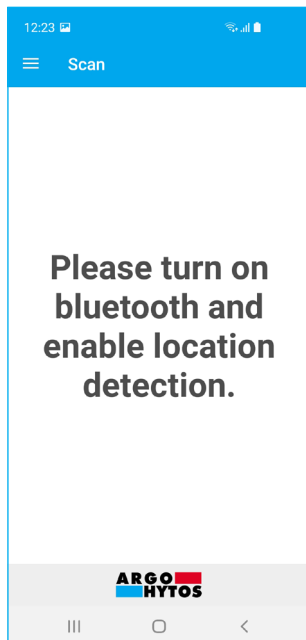 12:23
Scan
Please turn on
bluetooth and
enable location
detection.
ARGO
HYTOS